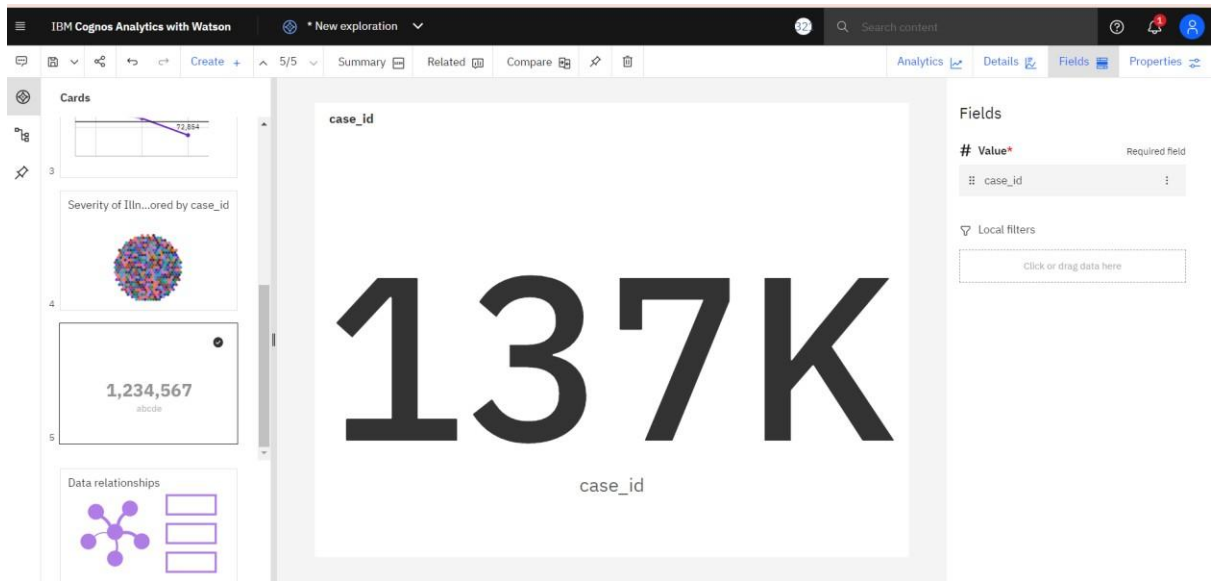 IBM Cognos Analytics with Watson
* New exploration
Search content
Create +
5/5
Summary
Related
Compare
Analytics
Details
Fields
Properties
Cards
72,864
3
Severity of Illn...ored by case_id
4
1,234,567
abcde
5
Data relationships
case_id
137K
case_id
Fields
# Value*
Required field
case_id
Local filters
Click or drag data here